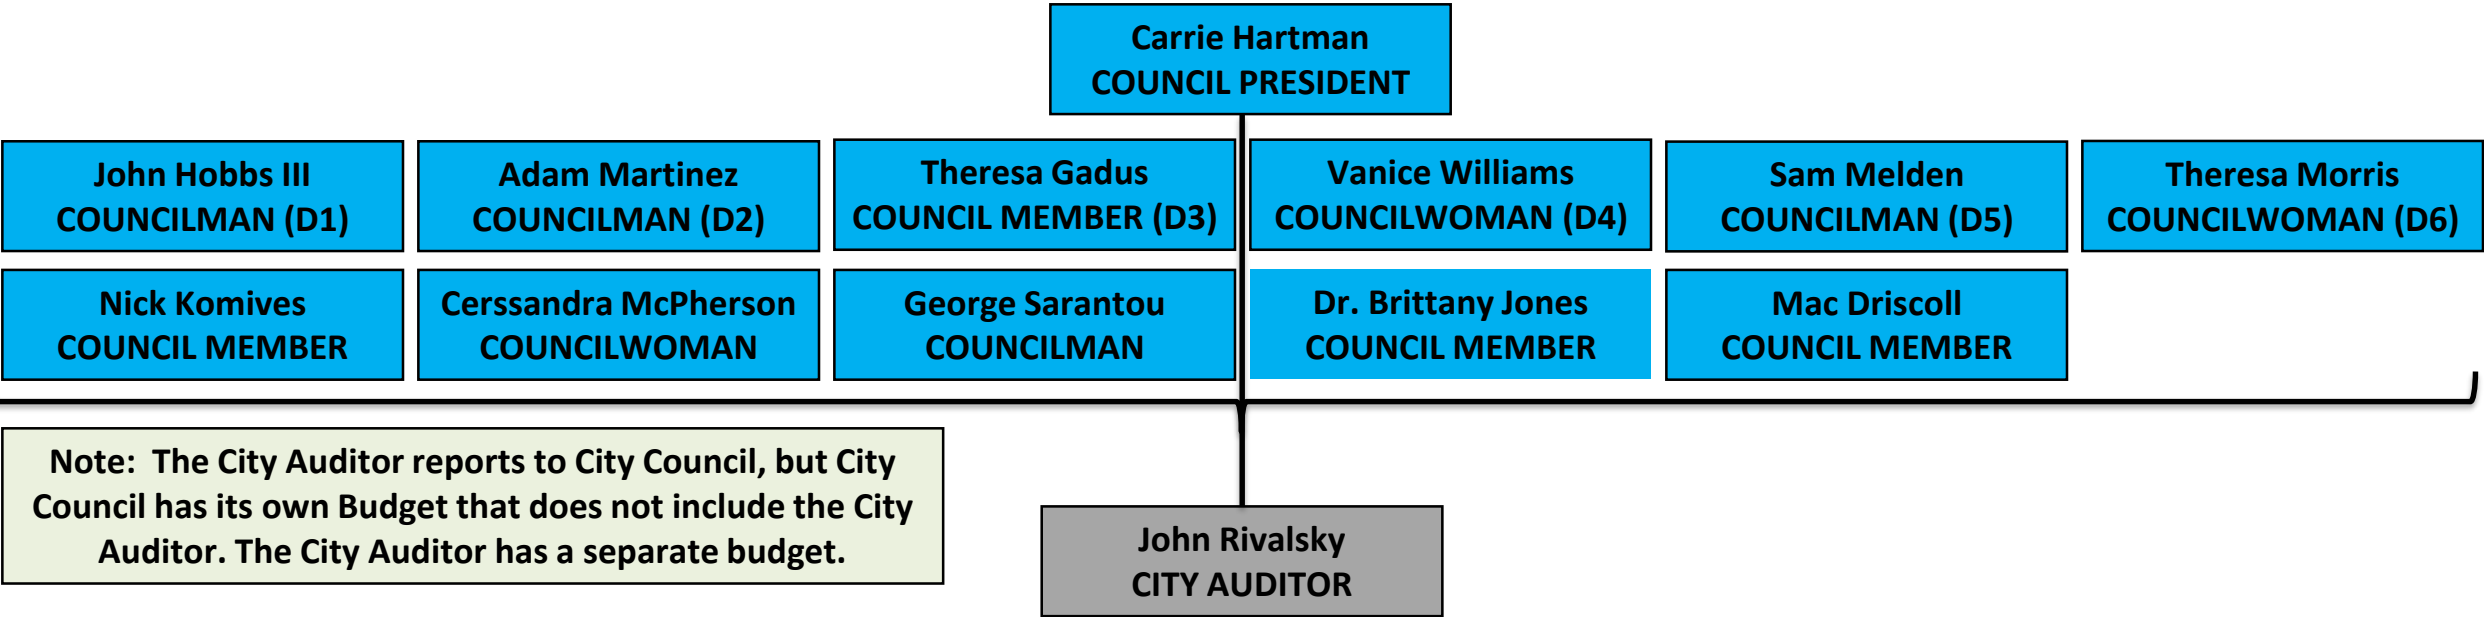 Carrie Hartman
COUNCIL PRESIDENT
John Hobbs III
COUNCILMAN (D1)
Adam Martinez
COUNCILMAN (D2)
Theresa Gadus
COUNCIL MEMBER (D3)
Vanice Williams
COUNCILWOMAN (D4)
Sam Melden
COUNCILMAN (D5)
Theresa Morris
COUNCILWOMAN (D6)
Nick Komives
COUNCIL MEMBER
Cerssandra McPherson
COUNCILWOMAN
George Sarantou
COUNCILMAN
Dr. Brittany Jones
COUNCIL MEMBER
Mac Driscoll
COUNCIL MEMBER
Note: The City Auditor reports to City Council, but City
Council has its own Budget that does not include the City
Auditor. The City Auditor has a separate budget.
John Rivalsky
CITY AUDITOR